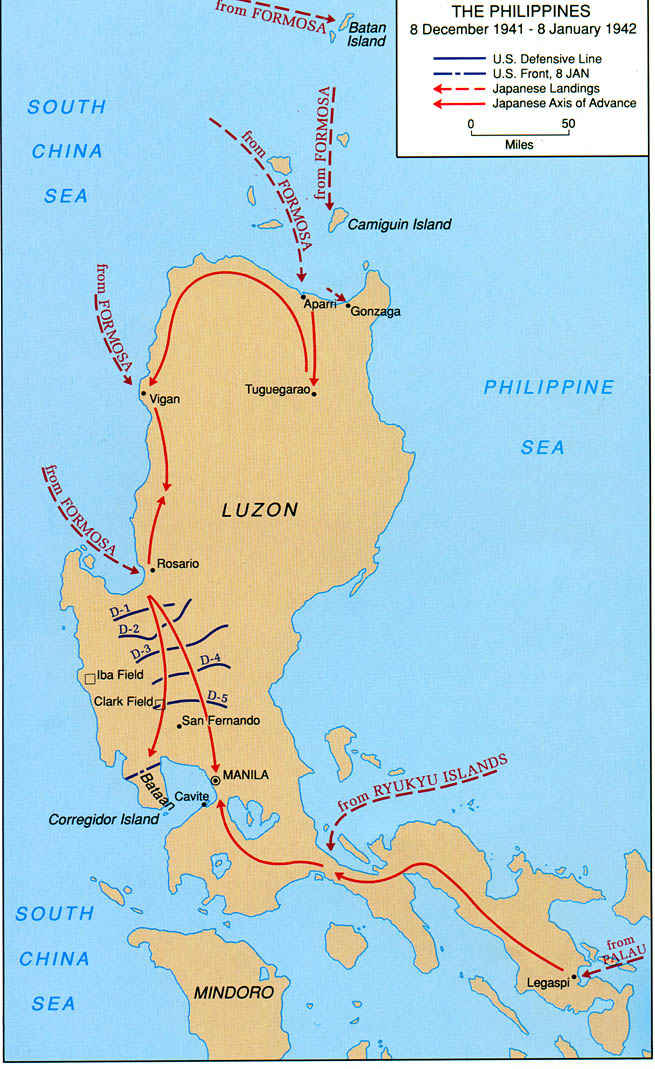 THE PHILIPPINES
8 December 1941 - 8 January 1942
U.S. Defensive Line
U.S. Front, 8 JAN
Japanese Landings
Japanese Axis of Advance
0 50
Miles
from FORMOSA
Batan
Island
SOUTH
CHINA
SEA
from FORMOSA
from FORMOSA
Camiguin Island
from FORMOSA
Aparri
Gonzaga
Vigan
Tuguegarao
PHILIPPINE
SEA
from FORMOSA
LUZON
Rosario
D-1
D-2
D-3
D-4
Iba Field
Clark Field
D-5
San Fernando
MANILA
Bataan
Cavite
Corregidor Island
from RYUKYU ISLANDS
SOUTH
CHINA
SEA
MINDORO
from
PALAU
Legaspi